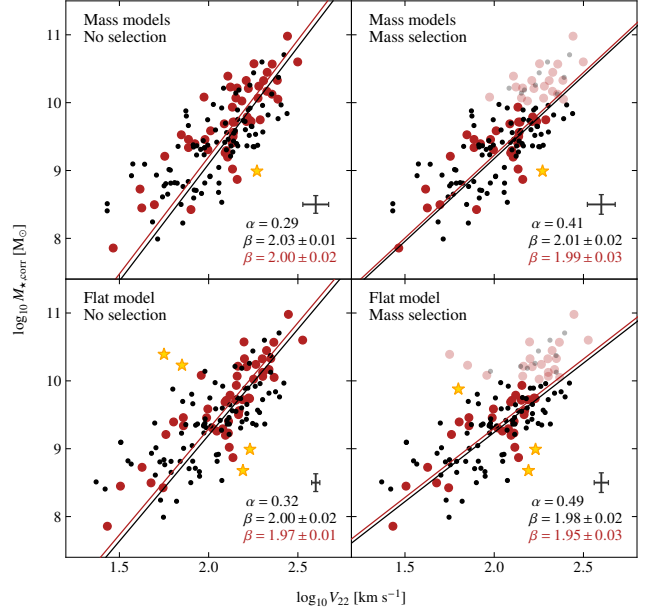 Mass models
No selection
11
10
9
8
α = 0.29
β = 2.03 ± 0.01
β = 2.00 ± 0.02
Mass models
Mass selection
α = 0.41
β = 2.01 ± 0.02
β = 1.99 ± 0.03
log₁₀ M⋆,corr [M⊙]
Flat model
No selection
11
10
9
8
α = 0.32
β = 2.00 ± 0.02
β = 1.97 ± 0.01
Flat model
Mass selection
α = 0.49
β = 1.98 ± 0.02
β = 1.95 ± 0.03
1.5 2.0 2.5 1.5 2.0 2.5
log₁₀ V₂₂ [km s⁻¹]